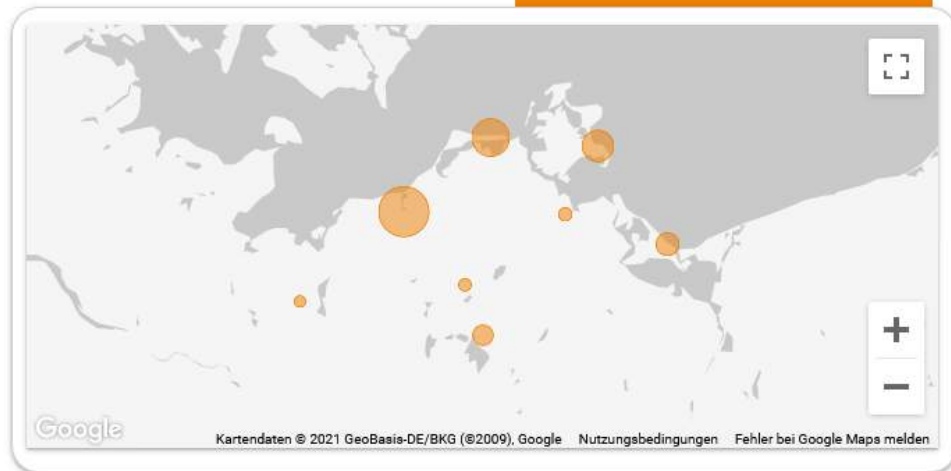 Google
Kartendaten © 2021 GeoBasis-DE/BKG (©2009), Google Nutzungsbedingungen Fehler bei Google Maps melden